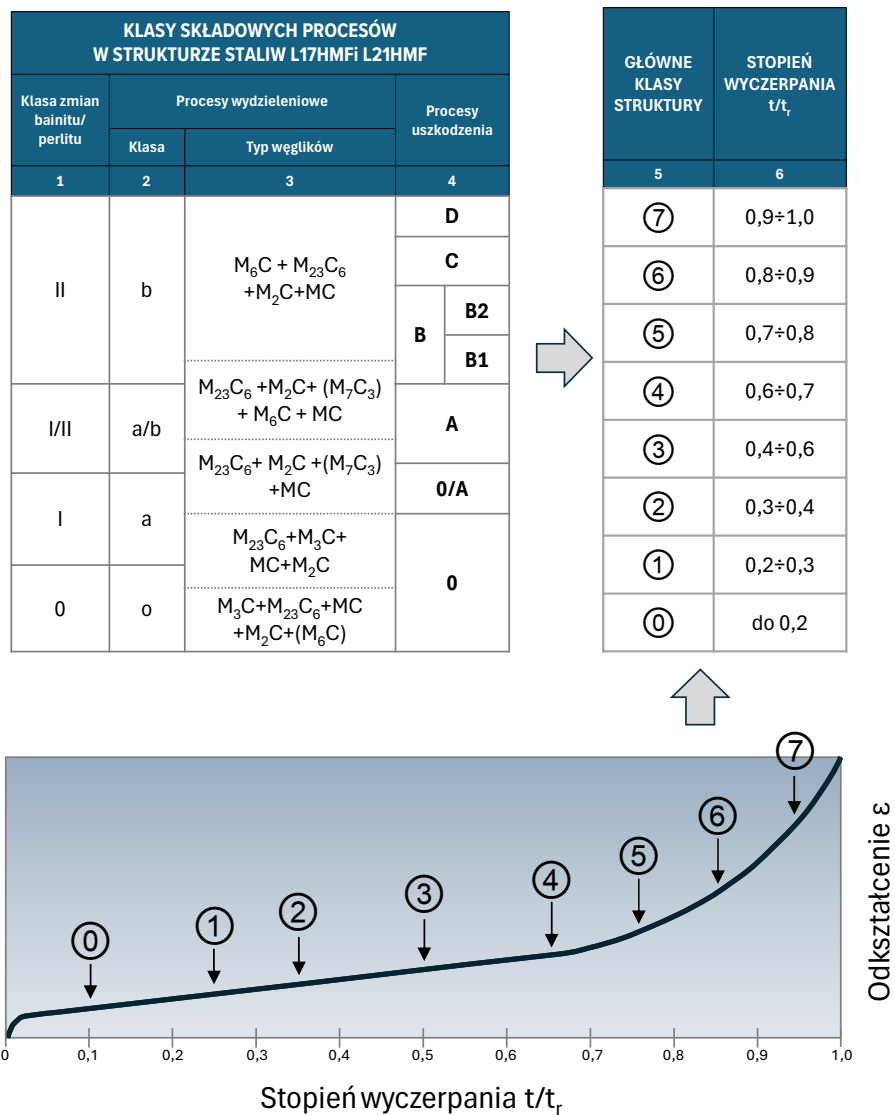 KLASY SKŁADOWYCH PROCESÓW
W STRUKTURZE STALIW L17HMFi L21HMF
Klasa zmian
bainitu/
perlitu
Procesy wydzieleniowe
Procesy
uszkodzenia
Klasa
Typ węglików
1
2
3
4
II
b
M₆C + M₂₃C₆
+M₂C+MC
D
C
B
B2
B1
I/II
a/b
M₂₃C₆ +M₂C+ (M₇C₃)
+ M₆C + MC
A
M₂₃C₆+ M₂C +(M₇C₃)
+MC
0/A
I
a
M₂₃C₆+M₃C+
MC+M₂C
0
0
o
M₃C+M₂₃C₆+MC
+M₂C+(M₆C)
GŁÓWNE
KLASY
STRUKTURY
STOPIEŃ
WYCZERPANIA
t/tᵣ
5
6
⑦ 0,9÷1,0
⑥ 0,8÷0,9
⑤ 0,7÷0,8
④ 0,6÷0,7
③ 0,4÷0,6
② 0,3÷0,4
① 0,2÷0,3
⓪ do 0,2
⓪
①
②
③
④
⑤
⑥
⑦
Odkształcenie ε
0 0,1 0,2 0,3 0,4 0,5 0,6 0,7 0,8 0,9 1,0
Stopień wyczerpania t/tᵣ